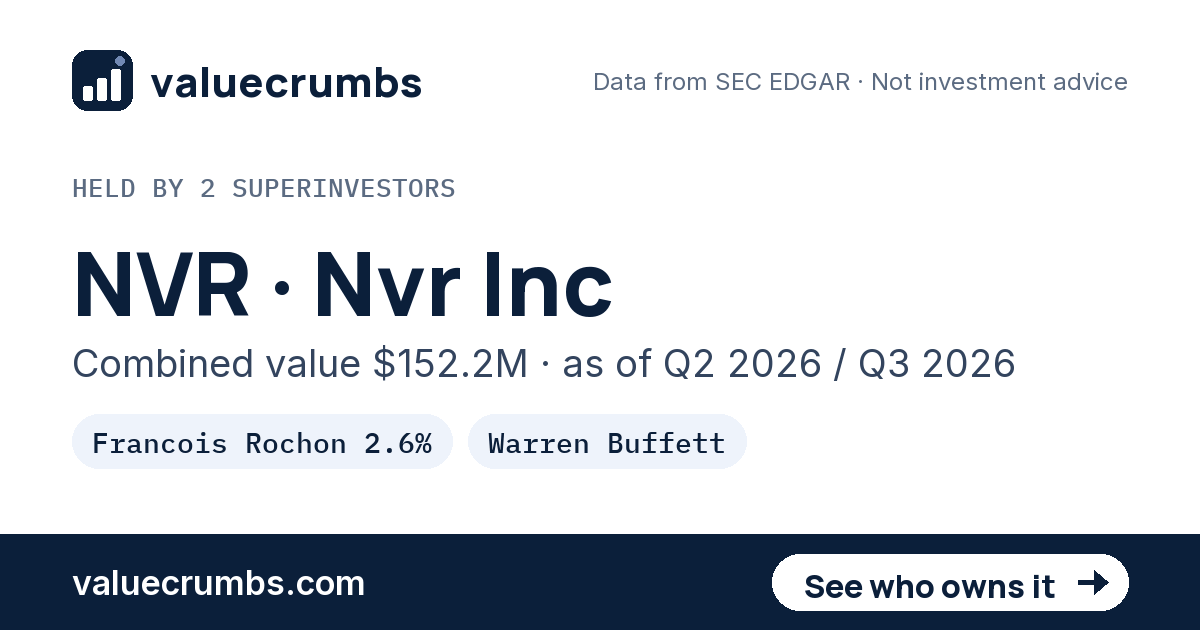 valuecrumbs
Data from SEC EDGAR · Not investment advice
HELD BY 2 SUPERINVESTORS
NVR · Nvr Inc
Combined value $152.2M · as of Q2 2026 / Q3 2026
Francois Rochon 2.6%
Warren Buffett
valuecrumbs.com
See who owns it →